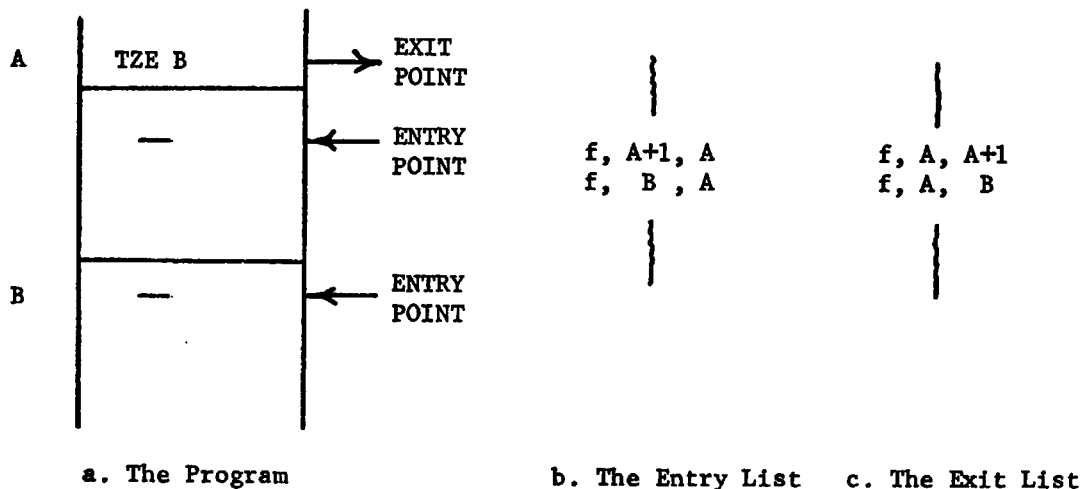 A
TZE B
EXIT
POINT
ENTRY
POINT
B
ENTRY
POINT
f, A+1, A
f, B , A
f, A, A+1
f, A, B
a. The Program
b. The Entry List
c. The Exit List